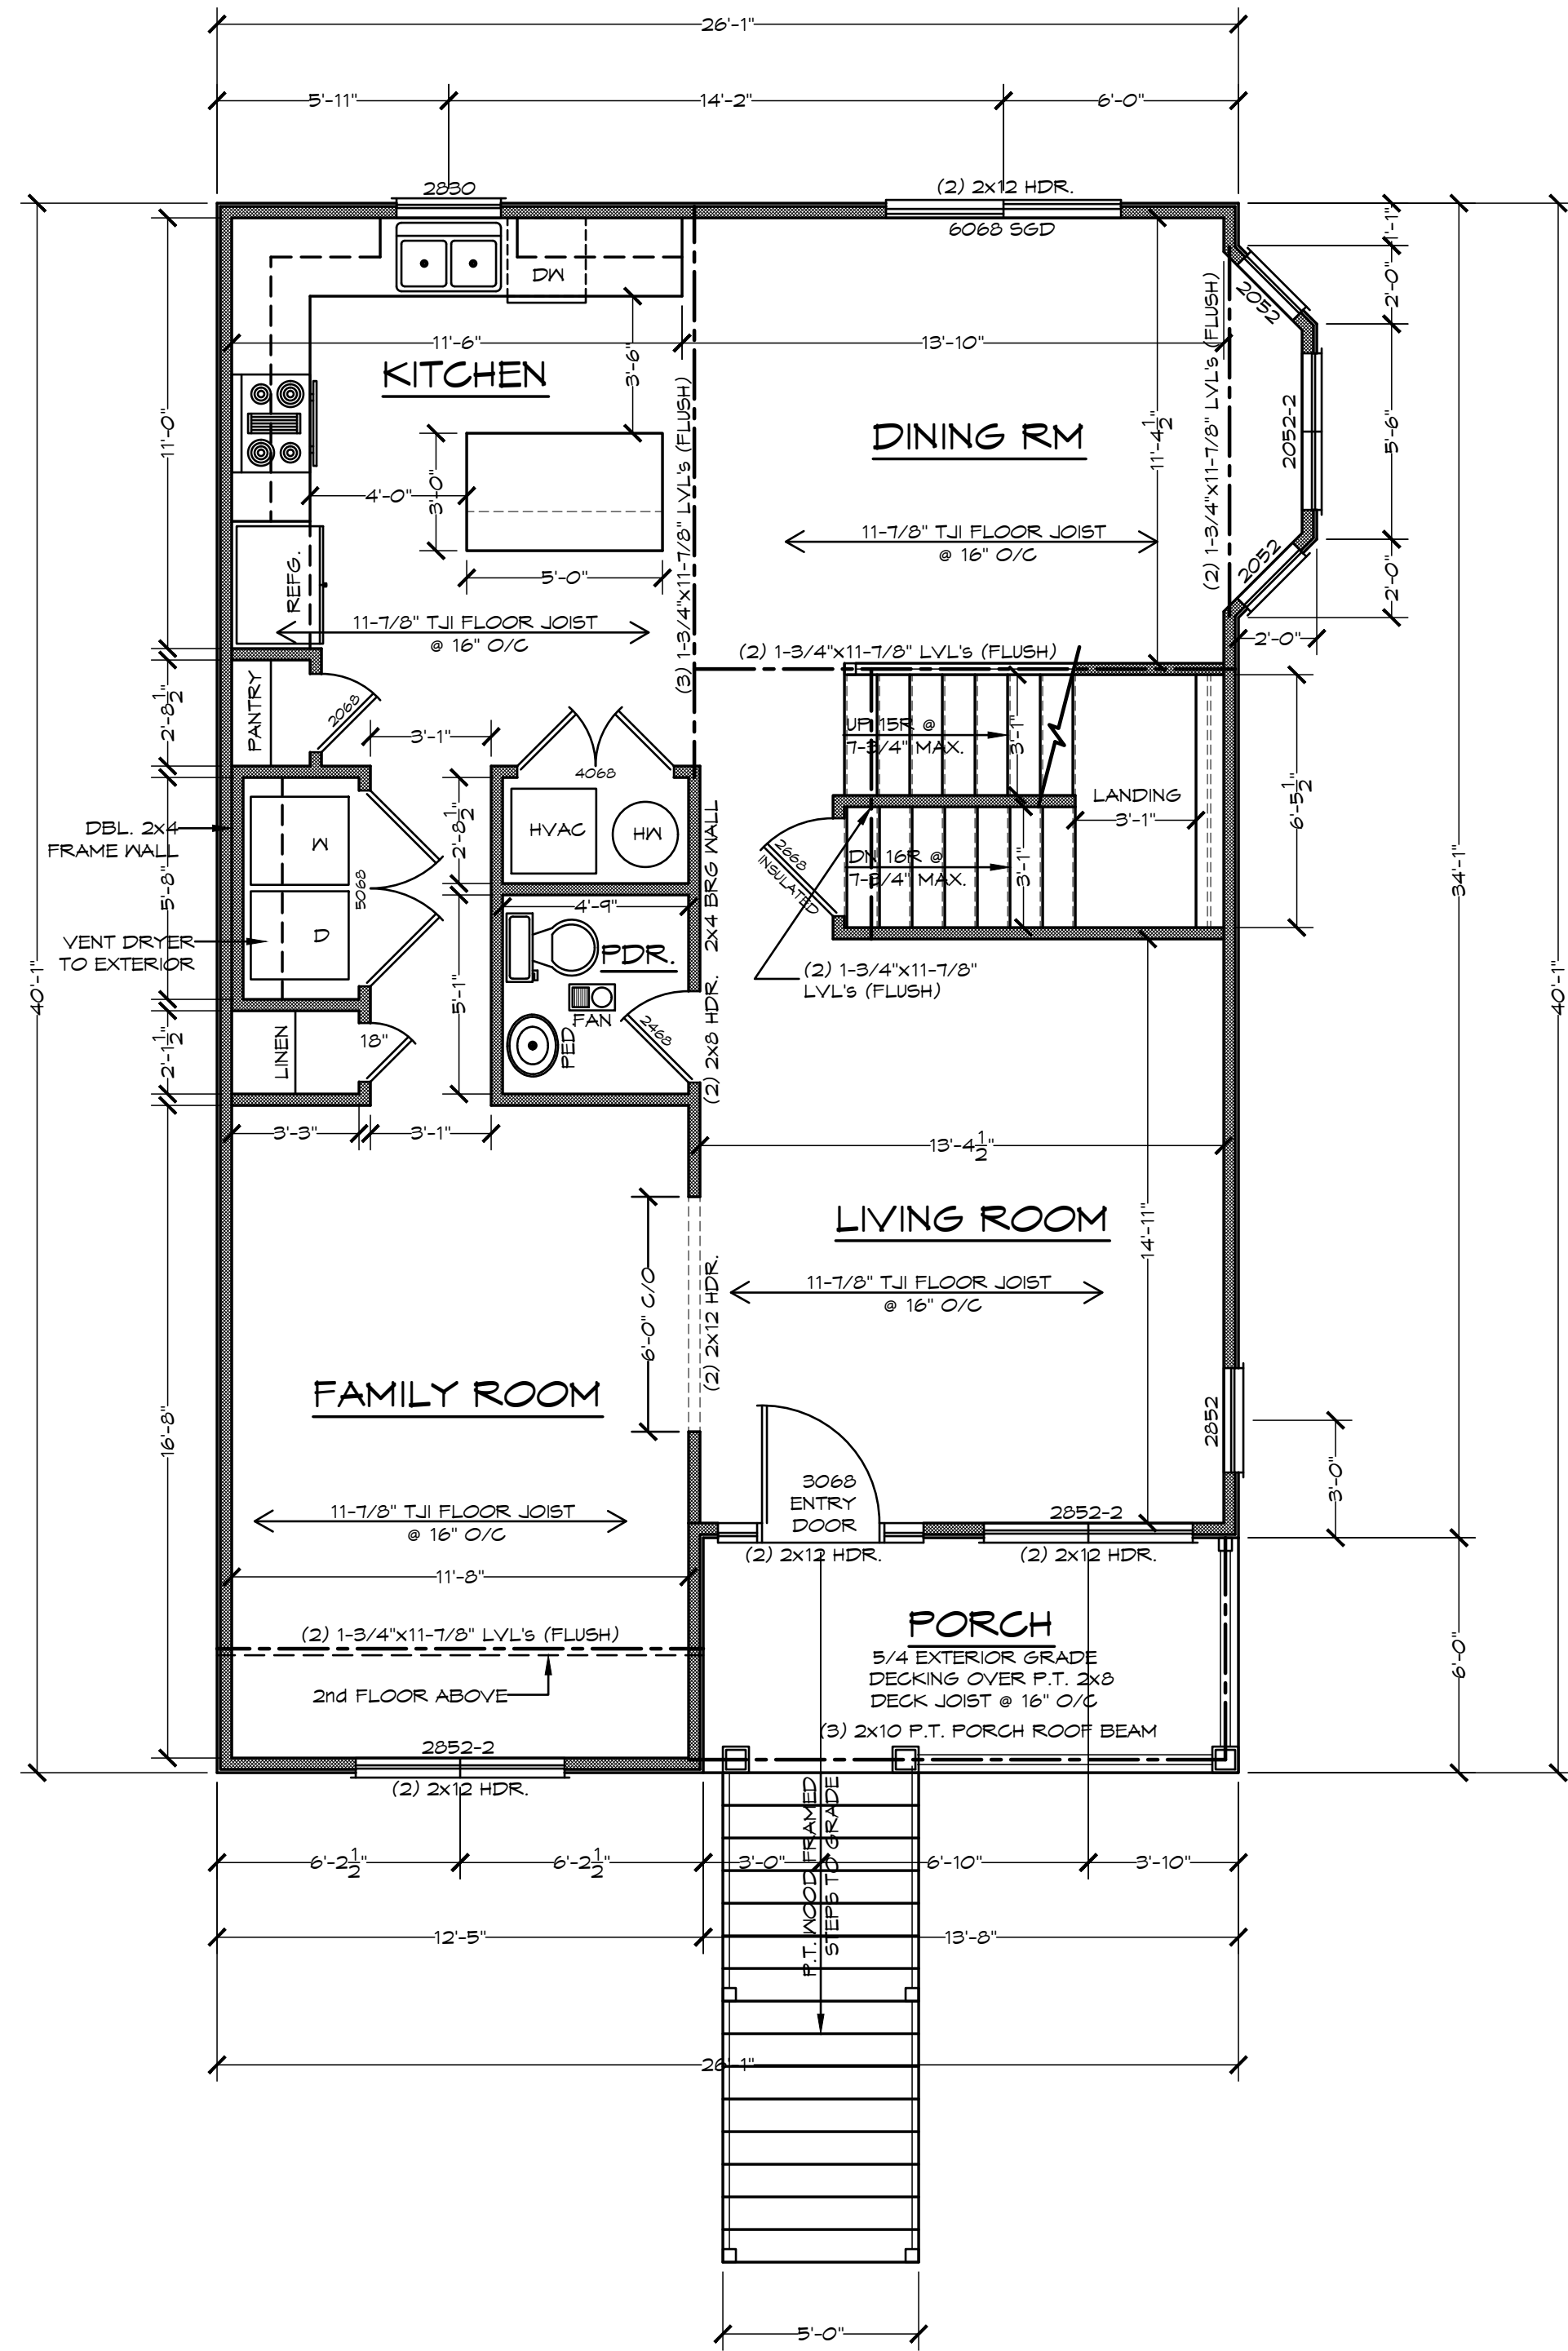 26'-1"
5'-11"
14'-2"
6'-0"
2830
(2) 2x12 HDR.
6068 SGD
DW
1'-1"
2'-0"
2052
11'-6"
13'-10"
3'-6"
KITCHEN
DINING RM
(3) 1-3/4"x11-7/8" LVL's (FLUSH)
11'-4 1/2"
(2) 1-3/4"x11-7/8" LVL's (FLUSH)
2052-2
5'-6"
11'-0"
4'-0"
3'-0"
5'-0"
11-7/8" TJI FLOOR JOIST
@ 16" O/C
2052
2'-0"
2'-0"
REFG.
11-7/8" TJI FLOOR JOIST
@ 16" O/C
(2) 1-3/4"x11-7/8" LVL's (FLUSH)
PANTRY
2068
2'-8 1/2"
3'-1"
4068
UP 15R @
7-3/4" MAX.
3'-1"
LANDING
3'-1"
6'-5 1/2"
DBL. 2x4
FRAME WALL
W
5068
5'-8"
2'-8 1/2"
HVAC
HW
2x4 BRG WALL
2668
INSULATED
DN 16R @
7-3/4" MAX.
3'-1"
34'-1"
VENT DRYER
TO EXTERIOR
D
4'-9"
PDR.
FAN
PED
2468
5'-1"
(2) 2x8 HDR.
(2) 1-3/4"x11-7/8"
LVL's (FLUSH)
40'-1"
40'-1"
LINEN
18"
2'-1 1/2"
3'-3"
3'-1"
13'-4 1/2"
LIVING ROOM
14'-11"
11-7/8" TJI FLOOR JOIST
@ 16" O/C
6'-0" C/O
(2) 2x12 HDR.
FAMILY ROOM
16'-8"
2852
3'-0"
3068
ENTRY
DOOR
2852-2
(2) 2x12 HDR.
(2) 2x12 HDR.
11-7/8" TJI FLOOR JOIST
@ 16" O/C
11'-8"
(2) 1-3/4"x11-7/8" LVL's (FLUSH)
2nd FLOOR ABOVE
PORCH
5/4 EXTERIOR GRADE
DECKING OVER P.T. 2x8
DECK JOIST @ 16" O/C
(3) 2x10 P.T. PORCH ROOF BEAM
6'-0"
2852-2
(2) 2x12 HDR.
P.T. WOOD FRAMED
STEPS TO GRADE
6'-2 1/2"
6'-2 1/2"
3'-0"
6'-10"
3'-10"
12'-5"
13'-8"
26'-1"
5'-0"